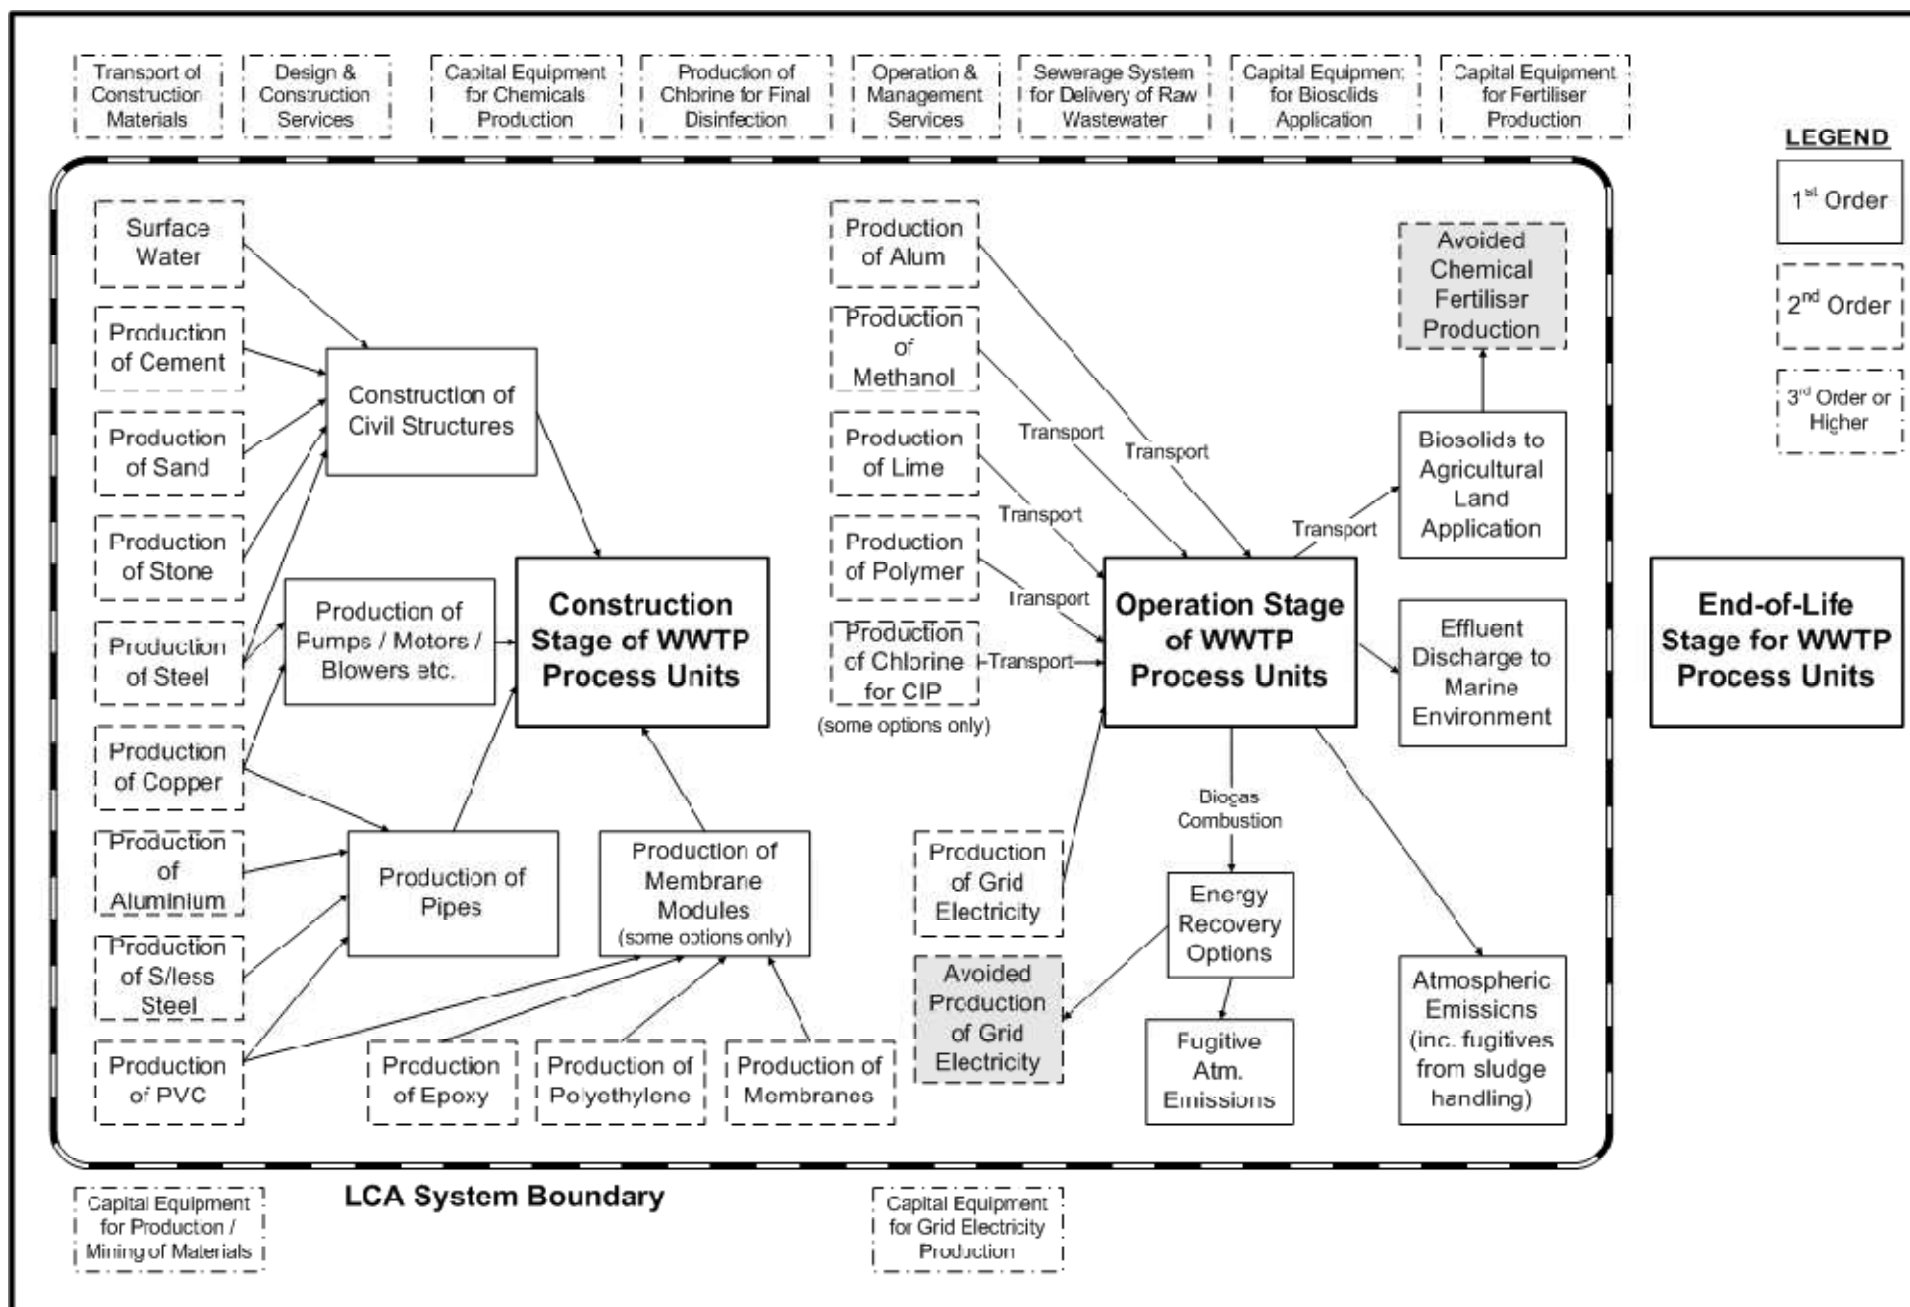 Transport of
Construction
Materials
Design &
Construction
Services
Capital Equipment
for Chemicals
Production
Production of
Chlorine for Final
Disinfection
Operation &
Management
Services
Sewerage System
for Delivery of Raw
Wastewater
Capital Equipment
for Biosolids
Application
Capital Equipment
for Fertiliser
Production
LEGEND
1st Order
2nd Order
3rd Order or
Higher
Surface
Water
Production
of Cement
Production
of Sand
Production
of Stone
Production
of Steel
Production
of Copper
Production
of
Aluminium
Production
of S/less
Steel
Production
of PVC
Construction of
Civil Structures
Production of
Pumps / Motors /
Blowers etc.
Construction
Stage of WWTP
Process Units
Production of
Pipes
Production of
Membrane
Modules
(some options only)
Production
of Epoxy
Production of
Polyethylene
Production of
Membranes
Production
of Alum
Production
of
Methanol
Production
of Lime
Production
of Polymer
Production
of Chlorine
for CIP
(some options only)
Transport
Transport
Transport
Transport
Transport
Operation Stage
of WWTP
Process Units
Transport
Avoided
Chemical
Fertiliser
Production
Biosolids to
Agricultural
Land
Application
Effluent
Discharge to
Marine
Environment
End-of-Life
Stage for WWTP
Process Units
Biogas
Combustion
Production
of Grid
Electricity
Avoided
Production
of Grid
Electricity
Energy
Recovery
Options
Fugitive
Atm.
Emissions
Atmospheric
Emissions
(inc. fugitives
from sludge
handling)
LCA System Boundary
Capital Equipment
for Production /
Mining of Materials
Capital Equipment
for Grid Electricity
Production